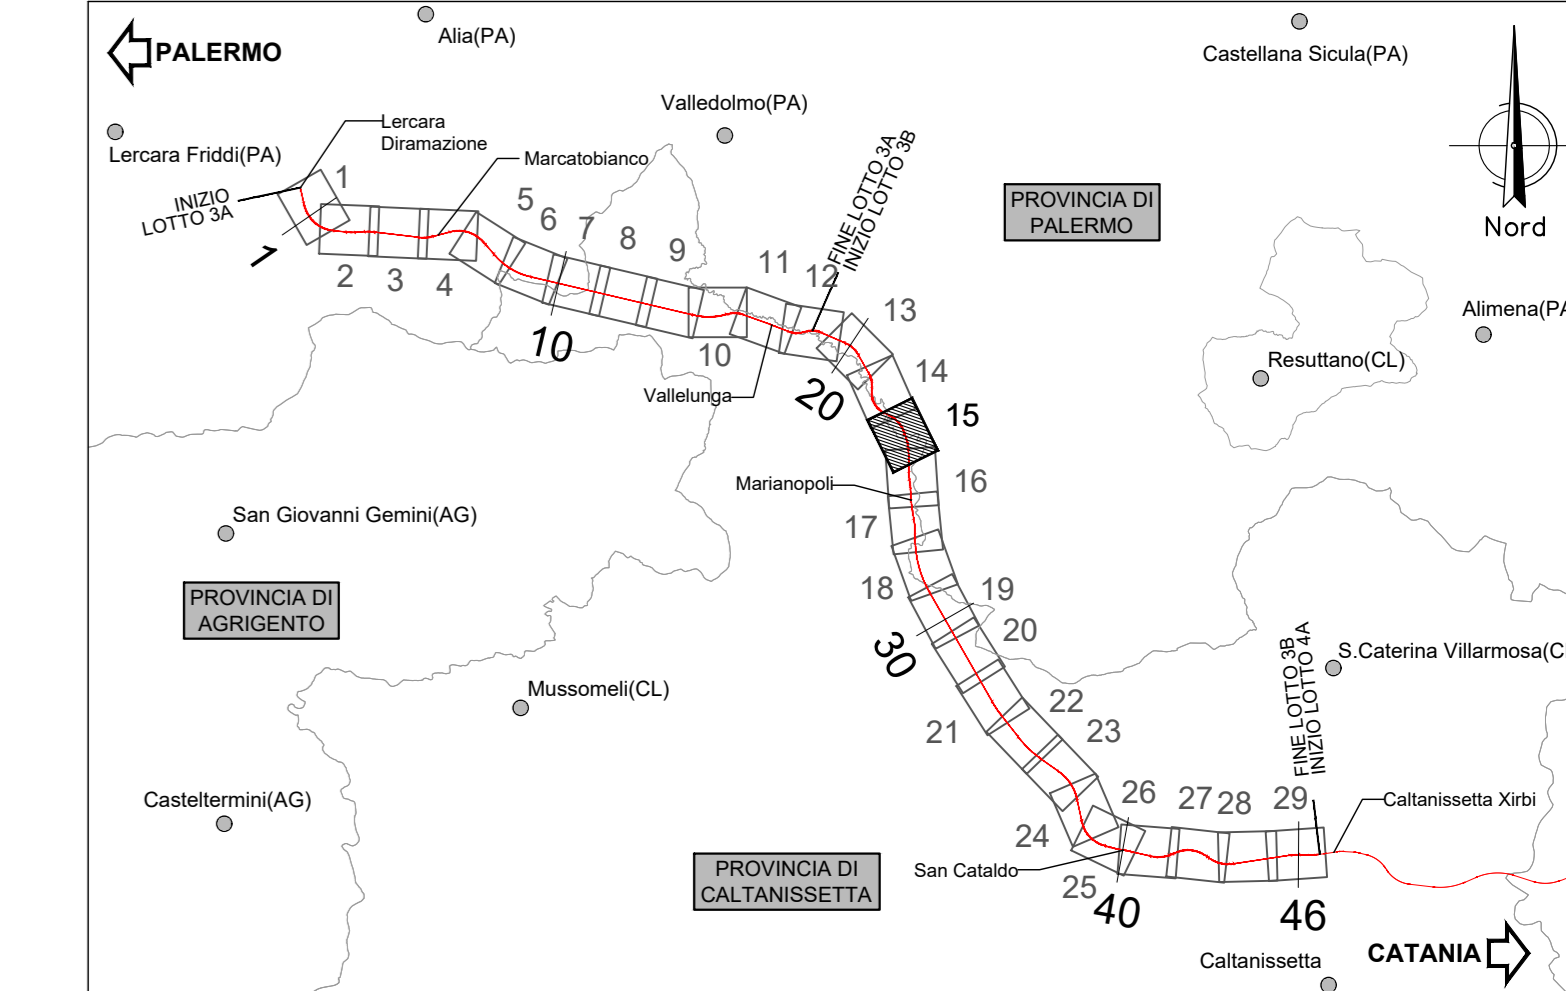 Alia(PA)
PALERMO
Castellana Sicula(PA)
Valledolmo(PA)
Lercara
Diramazione
Lercara Friddi(PA)
Marcatobianco
INIZIO
LOTTO 3A
FINE LOTTO 3A
INIZIO LOTTO 3B
PROVINCIA DI
PALERMO
Nord
1
1
2
3
4
5
6
7
8
9
10
10
11
12
13
14
15
20
Vallelunga
Alimena(PA
Resuttano(CL)
Marianopoli
16
17
18
19
20
30
San Giovanni Gemini(AG)
PROVINCIA DI
AGRIGENTO
Mussomeli(CL)
S.Caterina Villarmosa(C
FINE LOTTO 3B
INIZIO LOTTO 4A
21
22
23
24
25
26
27
28
29
Casteltermini(AG)
Caltanissetta Xirbi
San Cataldo
PROVINCIA DI
CALTANISSETTA
40
46
CATANIA
Caltanissetta